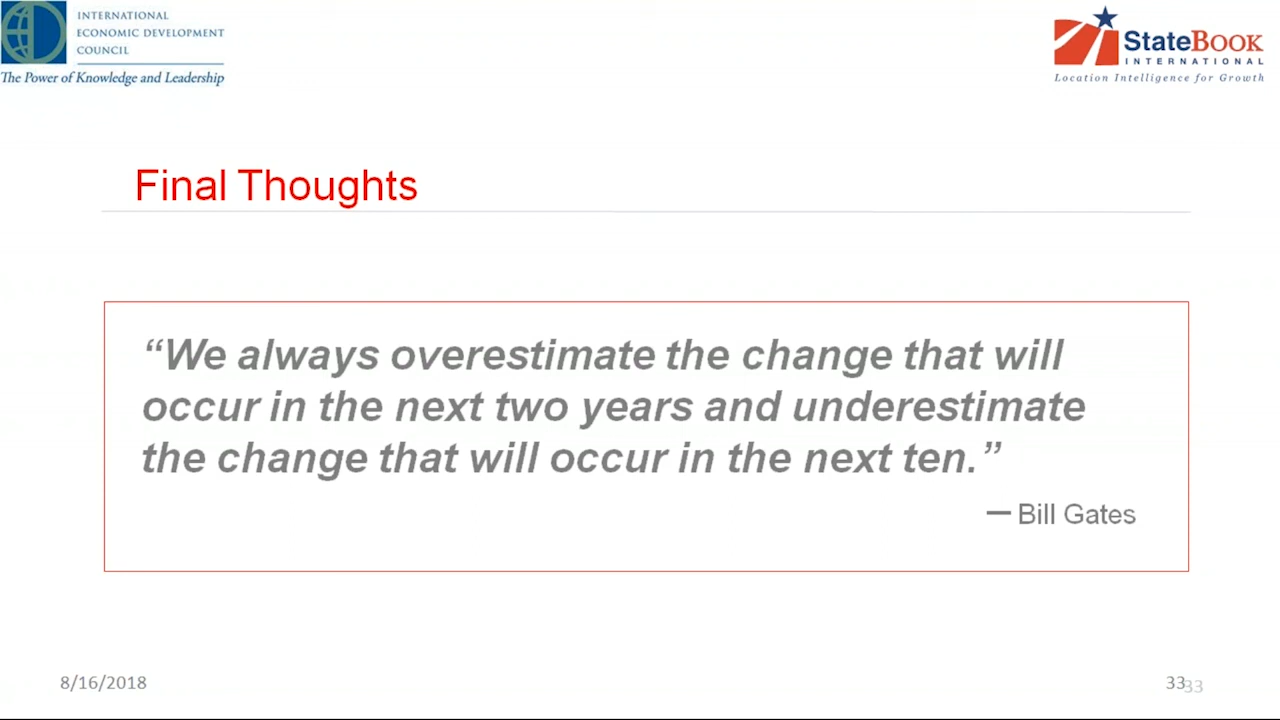 INTERNATIONAL
ECONOMIC DEVELOPMENT
COUNCIL
The Power of Knowledge and Leadership
StateBook
INTERNATIONAL
Location Intelligence for Growth
Final Thoughts
“We always overestimate the change that will
occur in the next two years and underestimate
the change that will occur in the next ten.”
— Bill Gates
8/16/2018
33
33